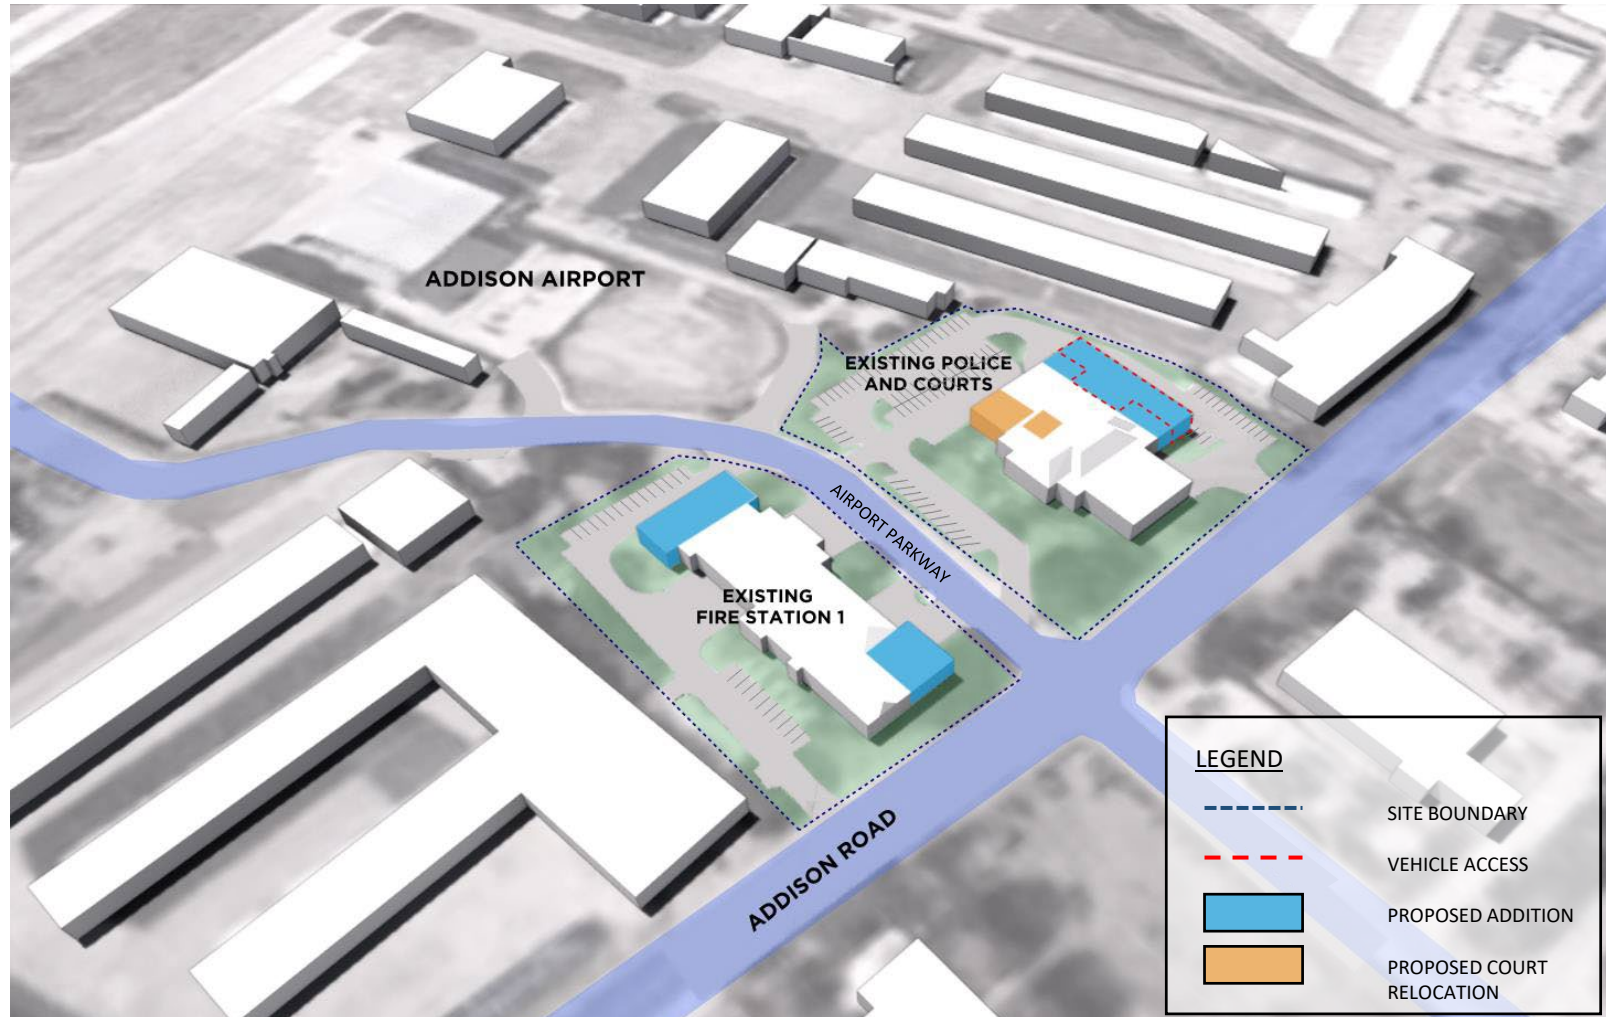 ADDISON AIRPORT
EXISTING POLICE
AND COURTS
AIRPORT PARKWAY
EXISTING
FIRE STATION 1
ADDISON ROAD
LEGEND
SITE BOUNDARY
VEHICLE ACCESS
PROPOSED ADDITION
PROPOSED COURT
RELOCATION